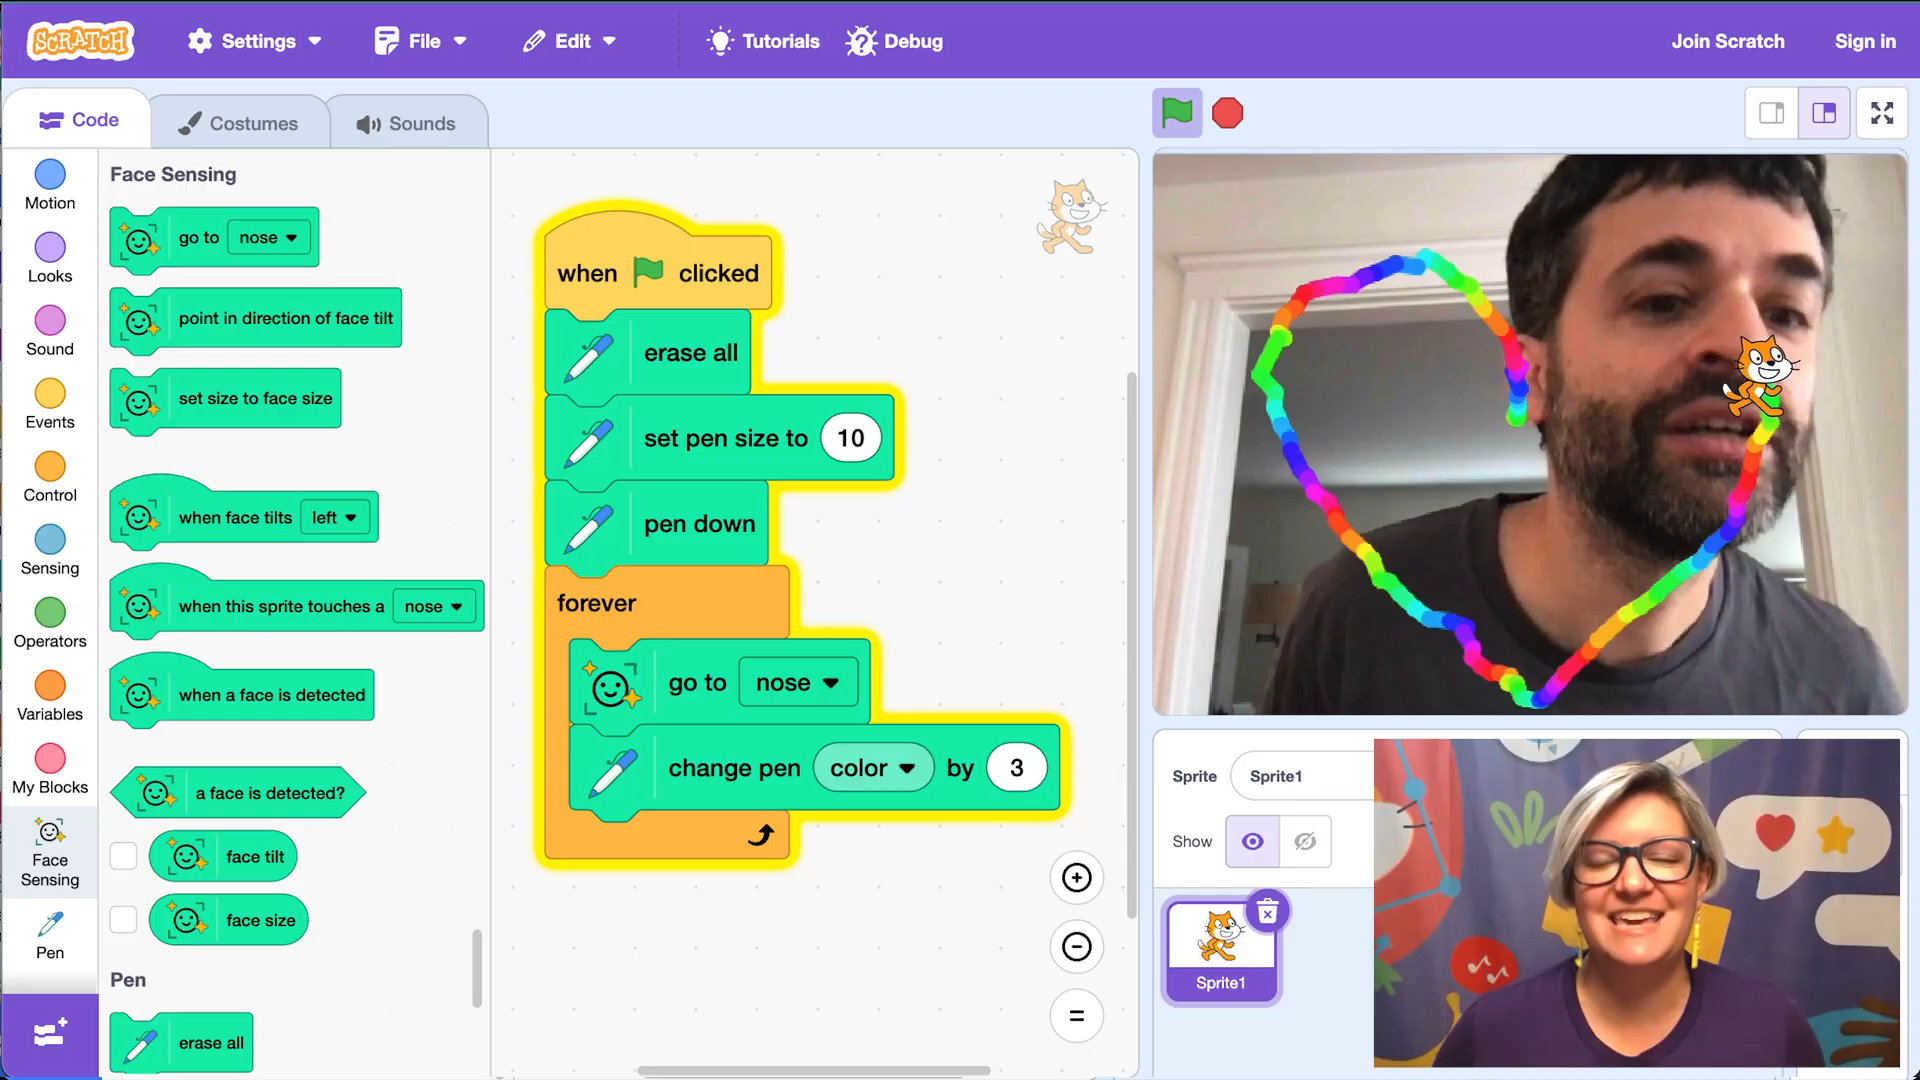 SCRATCH
Settings
File
Edit
Tutorials
Debug
Join Scratch
Sign in
Code
Costumes
Sounds
Motion
Looks
Sound
Events
Control
Sensing
Operators
Variables
My Blocks
Face
Sensing
Pen
Face Sensing
go to nose
point in direction of face tilt
set size to face size
when face tilts left
when this sprite touches a nose
when a face is detected
a face is detected?
face tilt
face size
Pen
erase all
when clicked
erase all
set pen size to 10
pen down
forever
go to nose
change pen color by 3
Sprite Sprite1
Show
Sprite1